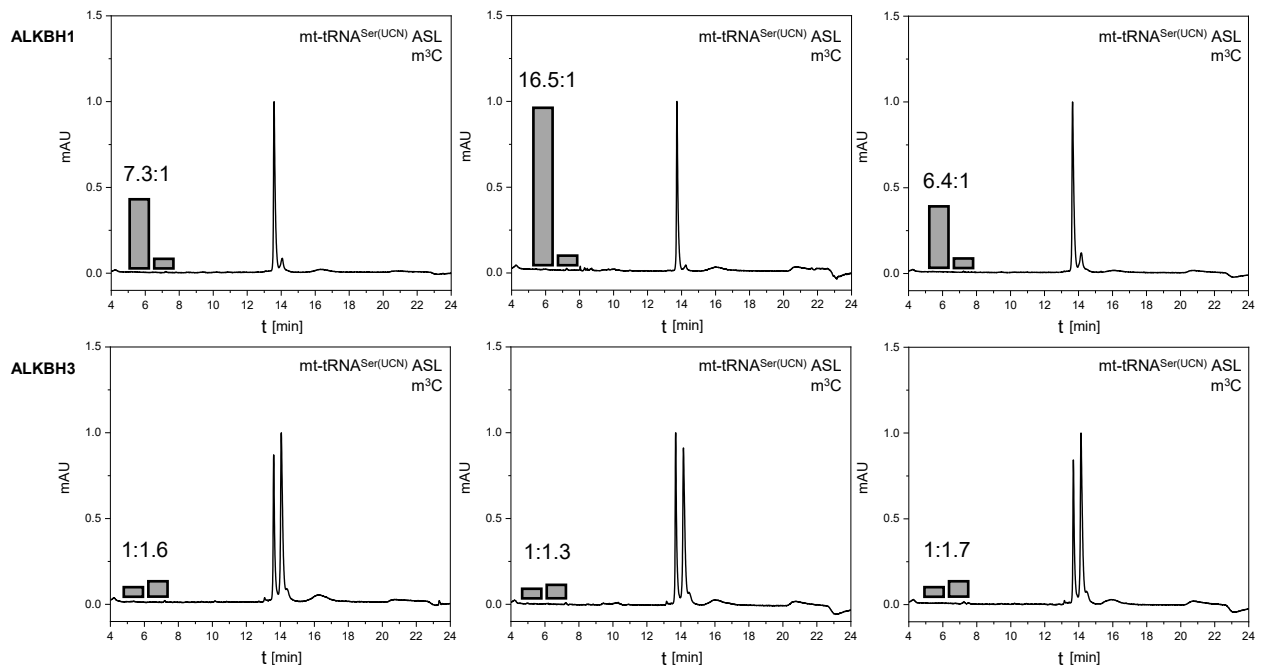 ALKBH1
mt-tRNASer(UCN) ASL
m³C
7.3:1
mAU
1.5
1.0
0.5
0.0
4 6 8 10 12 14 16 18 20 22 24
t [min]
mt-tRNASer(UCN) ASL
m³C
16.5:1
mAU
1.5
1.0
0.5
0.0
4 6 8 10 12 14 16 18 20 22 24
t [min]
mt-tRNASer(UCN) ASL
m³C
6.4:1
mAU
1.5
1.0
0.5
0.0
4 6 8 10 12 14 16 18 20 22 24
t [min]
ALKBH3
mt-tRNASer(UCN) ASL
m³C
1:1.6
mAU
1.5
1.0
0.5
0.0
4 6 8 10 12 14 16 18 20 22 24
t [min]
mt-tRNASer(UCN) ASL
m³C
1:1.3
mAU
1.5
1.0
0.5
0.0
4 6 8 10 12 14 16 18 20 22 24
t [min]
mt-tRNASer(UCN) ASL
m³C
1:1.7
mAU
1.5
1.0
0.5
0.0
4 6 8 10 12 14 16 18 20 22 24
t [min]